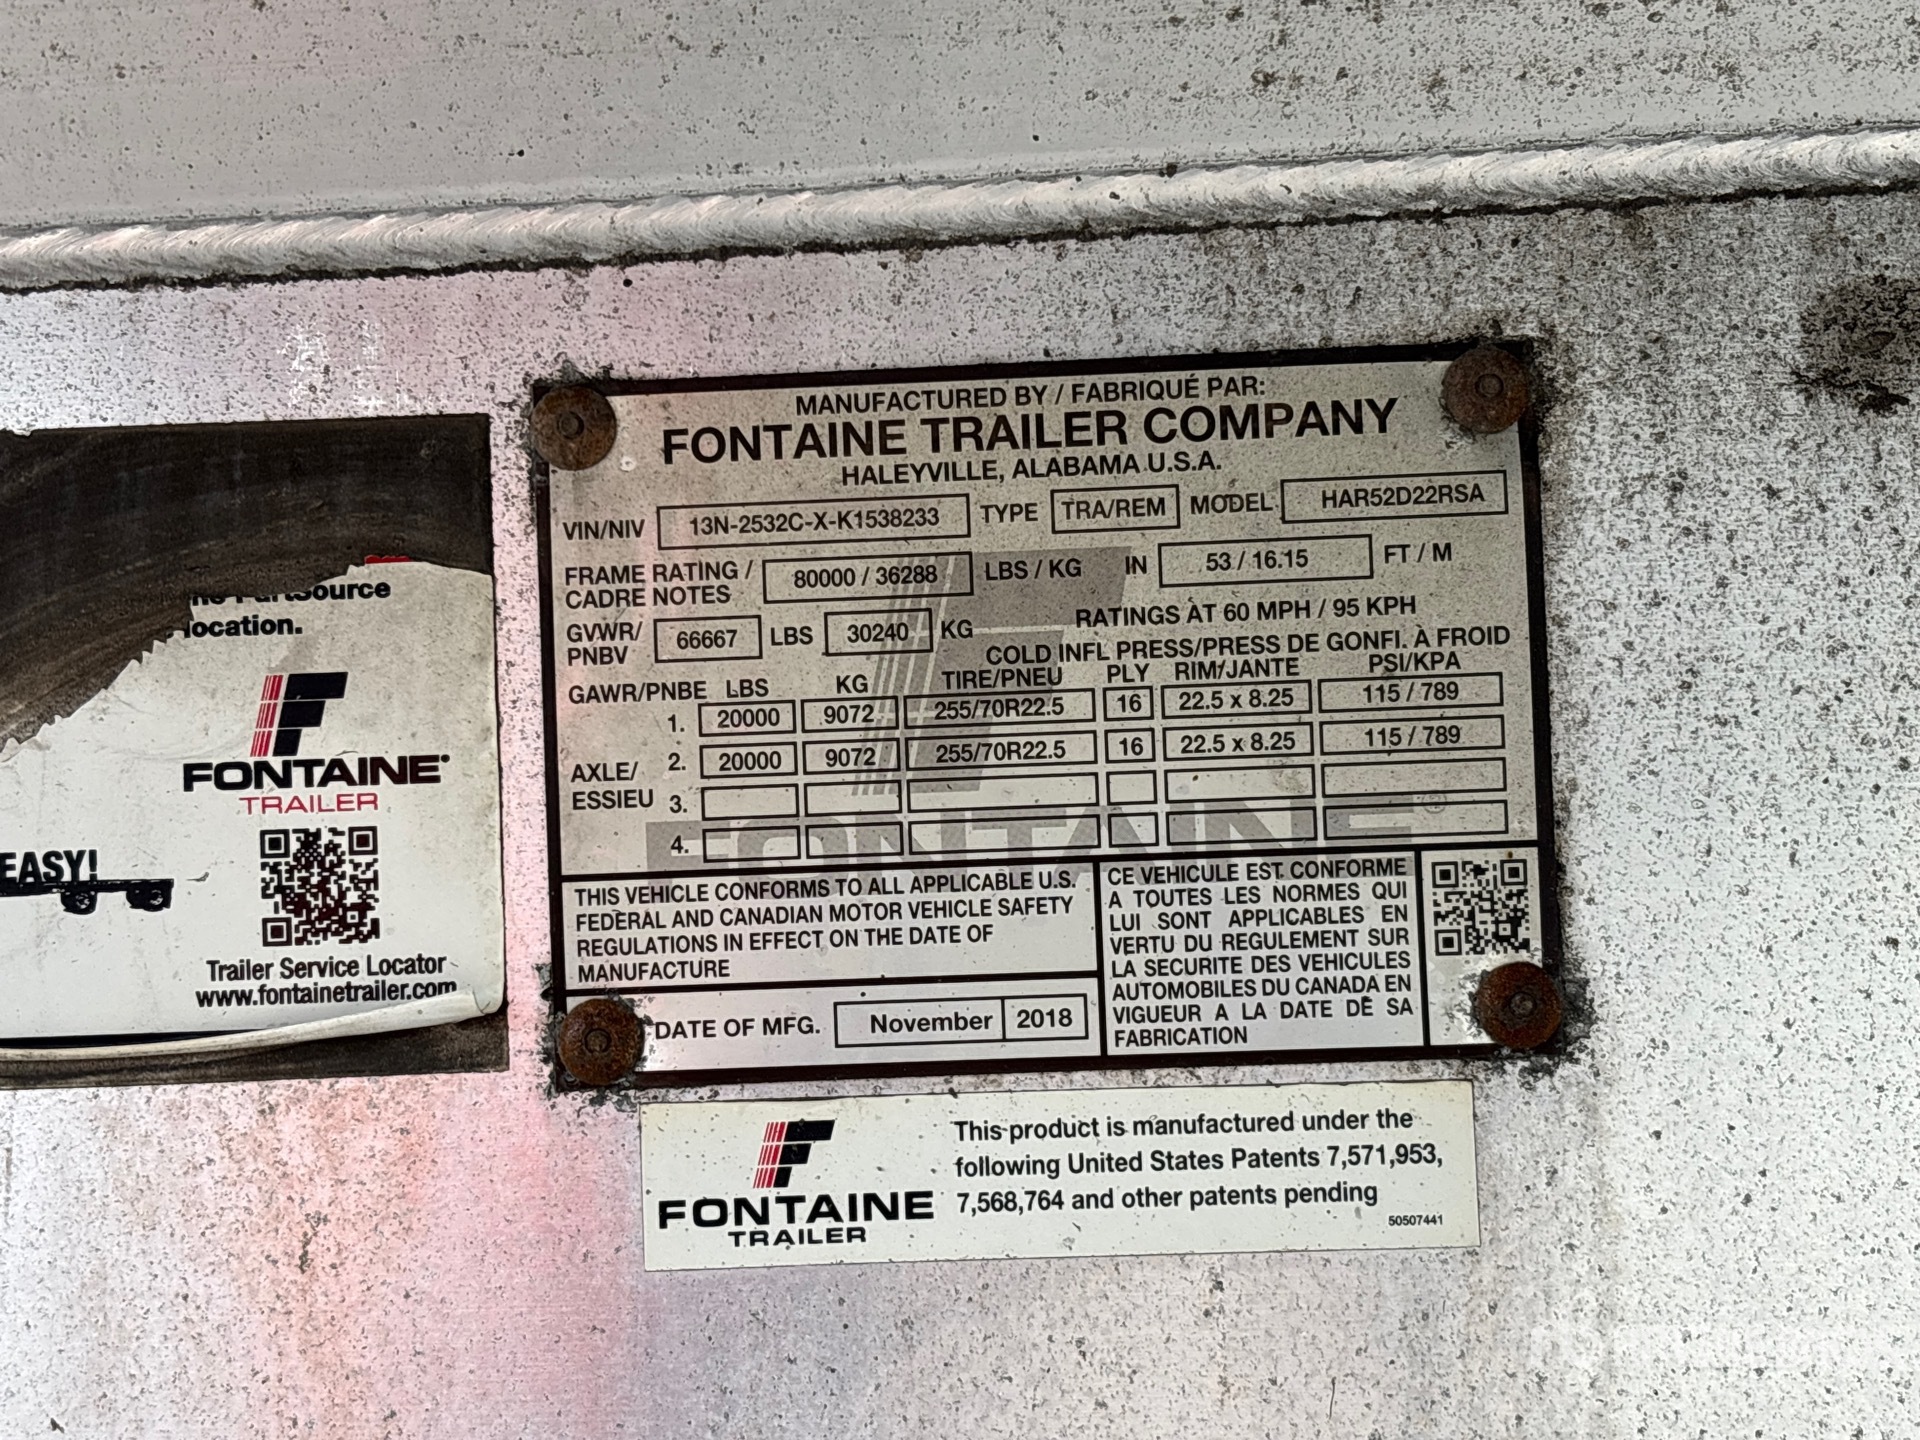 MANUFACTURED BY / FABRIQUÉ PAR:
FONTAINE TRAILER COMPANY
HALEYVILLE, ALABAMA U.S.A.
VIN/NIV 13N-2532C-X-K1538233 TYPE TRA/REM MODEL HAR52D22RSA
FRAME RATING / CADRE NOTES 80000 / 36288 LBS / KG IN 53 / 16.15 FT / M
GVWR/ PNBV 66667 LBS 30240 KG RATINGS AT 60 MPH / 95 KPH
COLD INFL PRESS/PRESS DE GONFI. À FROID
GAWR/PNBE LBS KG TIRE/PNEU PLY RIM/JANTE PSI/KPA
1. 20000 9072 255/70R22.5 16 22.5 x 8.25 115 / 789
AXLE/ 2. 20000 9072 255/70R22.5 16 22.5 x 8.25 115 / 789
ESSIEU 3.
4.
FONTAINE®
THIS VEHICLE CONFORMS TO ALL APPLICABLE U.S.
FEDERAL AND CANADIAN MOTOR VEHICLE SAFETY
REGULATIONS IN EFFECT ON THE DATE OF
MANUFACTURE
DATE OF MFG. November 2018
CE VEHICULE EST CONFORME
A TOUTES LES NORMES QUI
LUI SONT APPLICABLES EN
VERTU DU REGULEMENT SUR
LA SECURITE DES VEHICULES
AUTOMOBILES DU CANADA EN
VIGUEUR A LA DATE DE SA
FABRICATION
location.
FONTAINE
TRAILER
EASY!
Trailer Service Locator
www.fontainetrailer.com
FONTAINE
TRAILER
This product is manufactured under the
following United States Patents 7,571,953,
7,568,764 and other patents pending
50507441